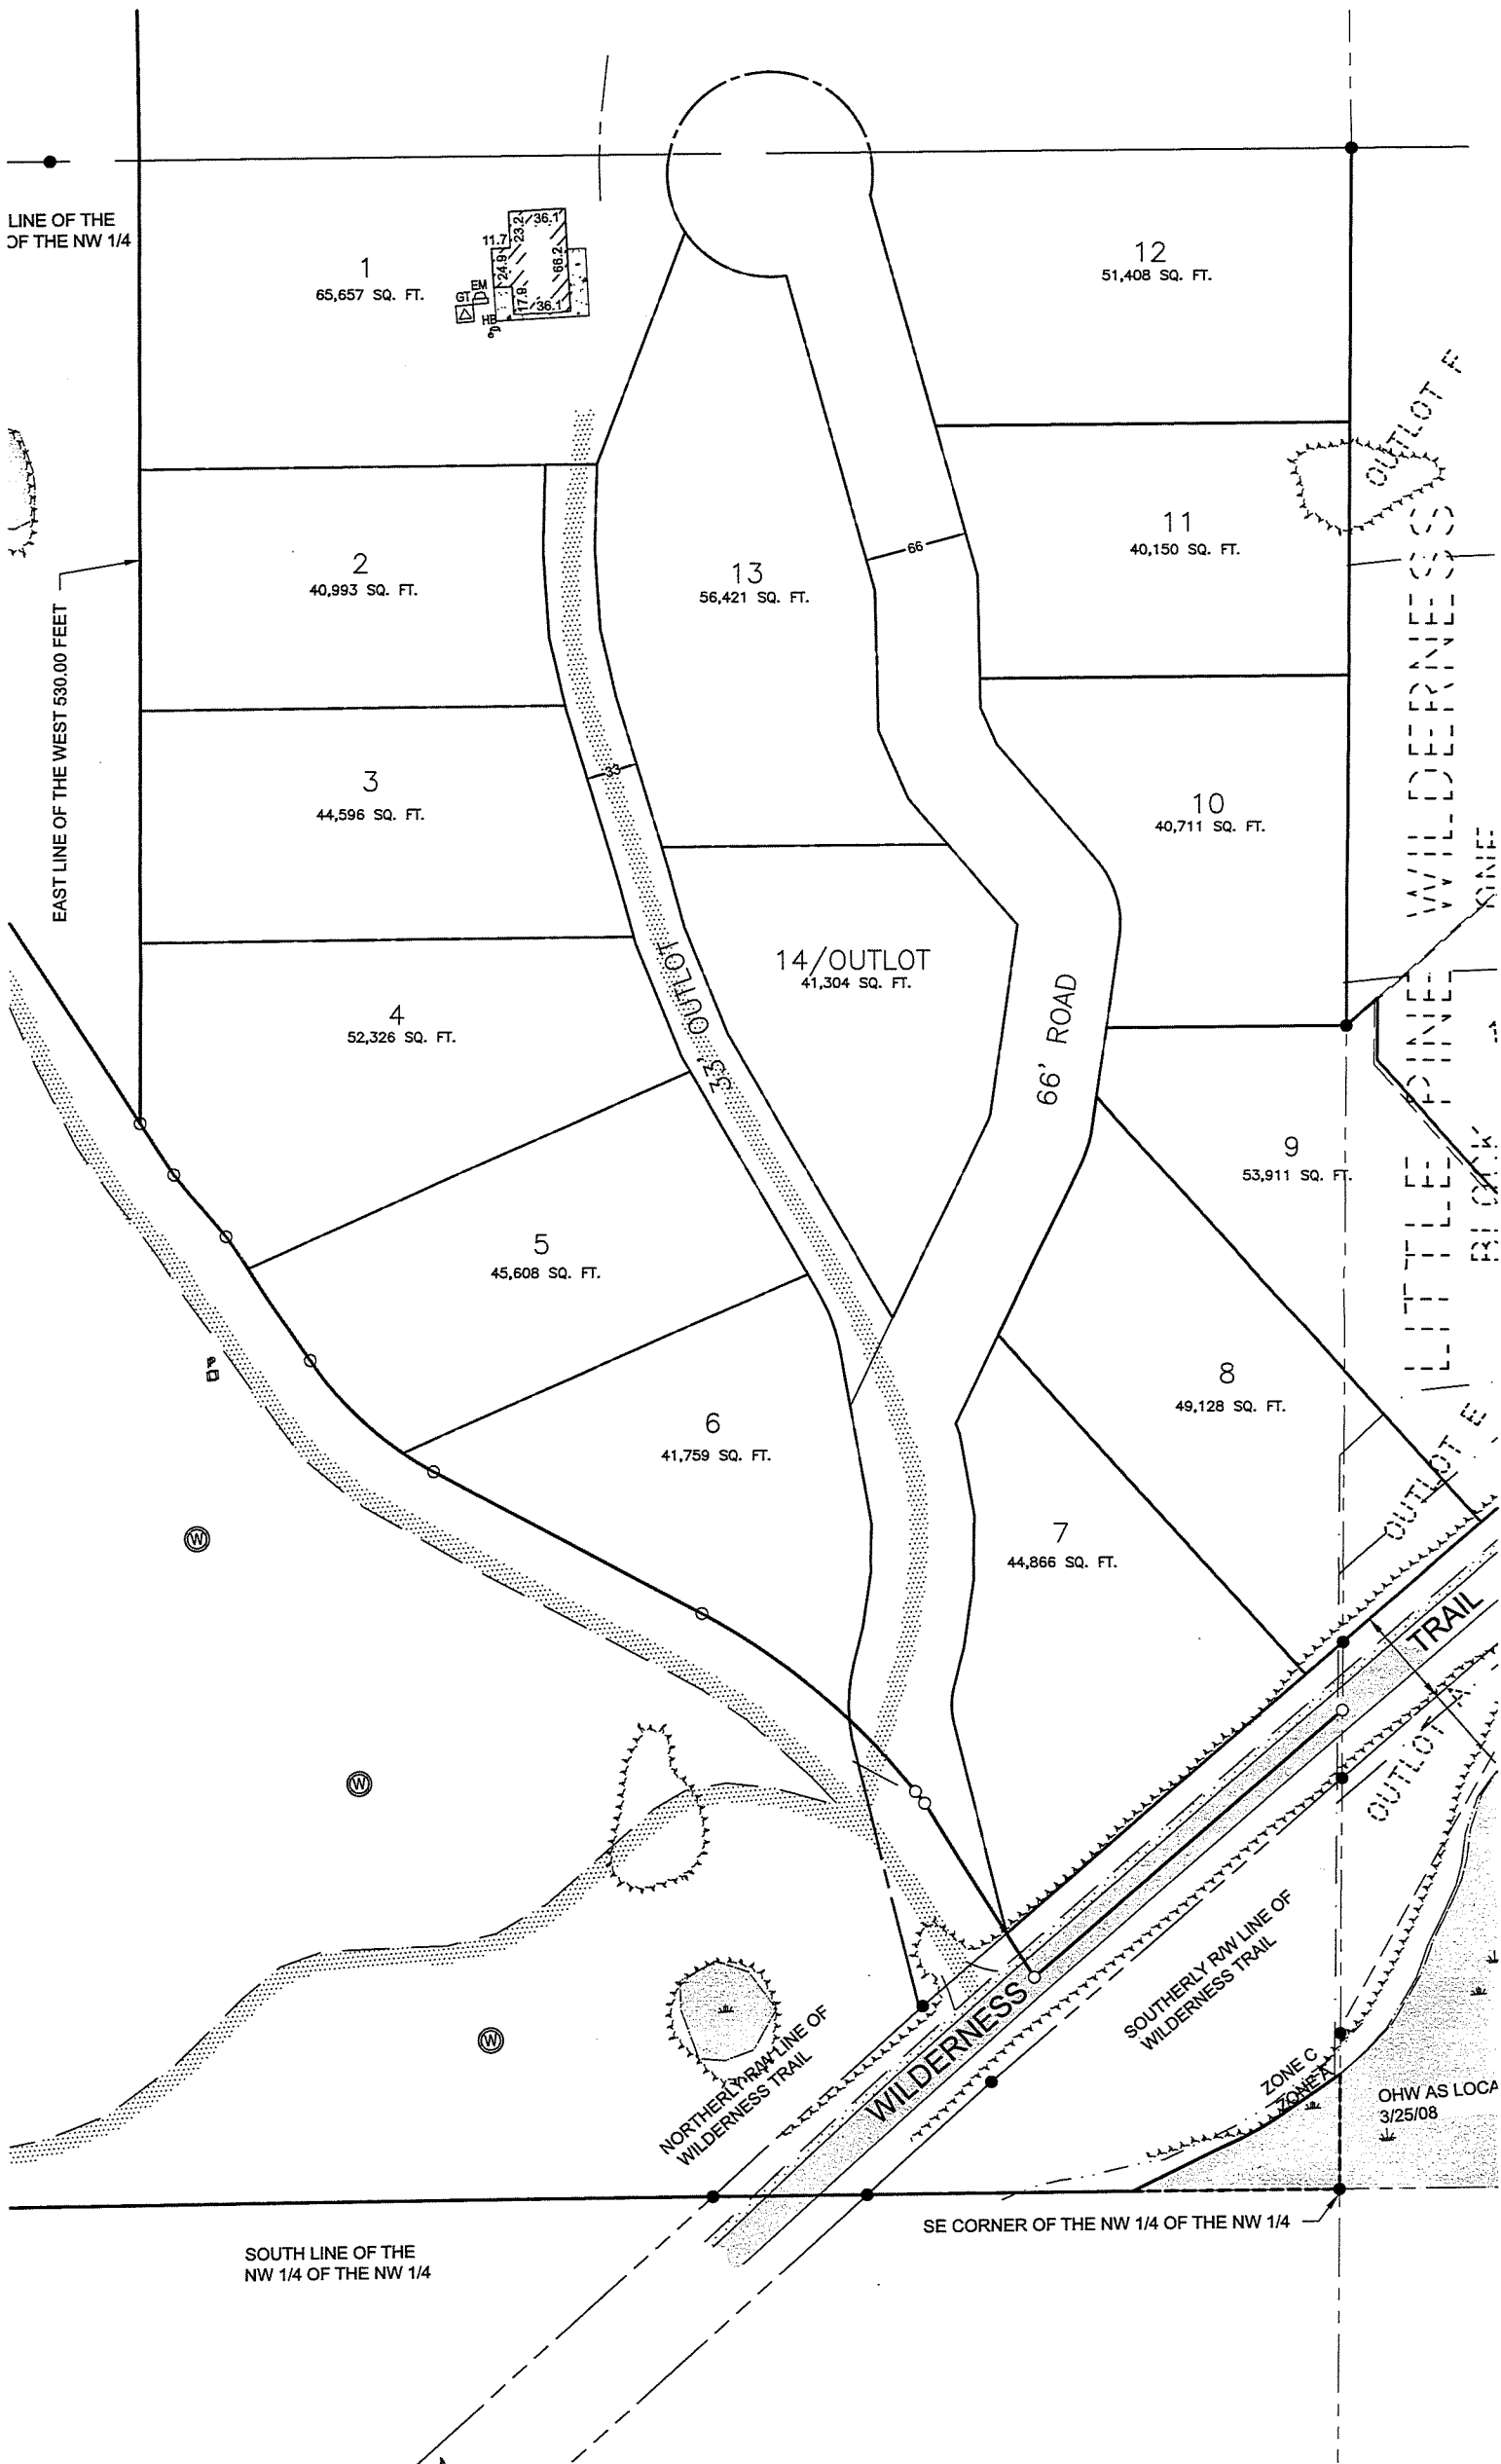 LINE OF THE
OF THE NW 1/4
1
65,657 SQ. FT.
11.7
23.2
36.1
24.9
66.2
17.9
36.1
GT
EM
HB
12
51,408 SQ. FT.
OUTLOT F
EAST LINE OF THE WEST 530.00 FEET
2
40,993 SQ. FT.
13
56,421 SQ. FT.
66
11
40,150 SQ. FT.
3
44,596 SQ. FT.
33
10
40,711 SQ. FT.
LITTLE PINE WILDERNESS
BLOCK
ONE
4
52,326 SQ. FT.
33' OUTLOT
14/OUTLOT
41,304 SQ. FT.
66' ROAD
9
53,911 SQ. FT.
5
45,608 SQ. FT.
P
6
41,759 SQ. FT.
8
49,128 SQ. FT.
OUTLOT E
7
44,866 SQ. FT.
W
W
W
WILDERNESS TRAIL
OUTLOT A
NORTHERLY R/W LINE OF
WILDERNESS TRAIL
SOUTHERLY R/W LINE OF
WILDERNESS TRAIL
ZONE C
ZONE A
OHW AS LOCA
3/25/08
SE CORNER OF THE NW 1/4 OF THE NW 1/4
SOUTH LINE OF THE
NW 1/4 OF THE NW 1/4